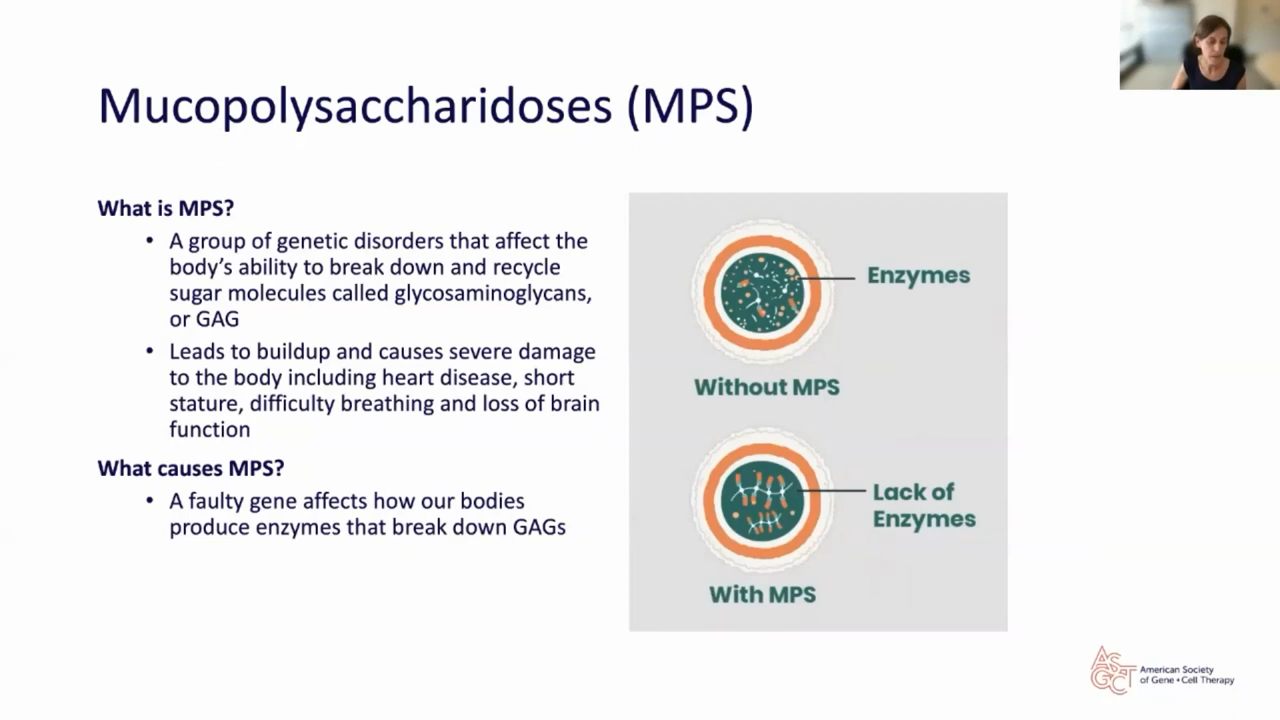 Mucopolysaccharidoses (MPS)
What is MPS?
• A group of genetic disorders that affect the
body's ability to break down and recycle
sugar molecules called glycosaminoglycans,
or GAG
• Leads to buildup and causes severe damage
to the body including heart disease, short
stature, difficulty breathing and loss of brain
function
What causes MPS?
• A faulty gene affects how our bodies
produce enzymes that break down GAGs
Enzymes
Without MPS
Lack of
Enzymes
With MPS
ASGCT
American Society
of Gene + Cell Therapy